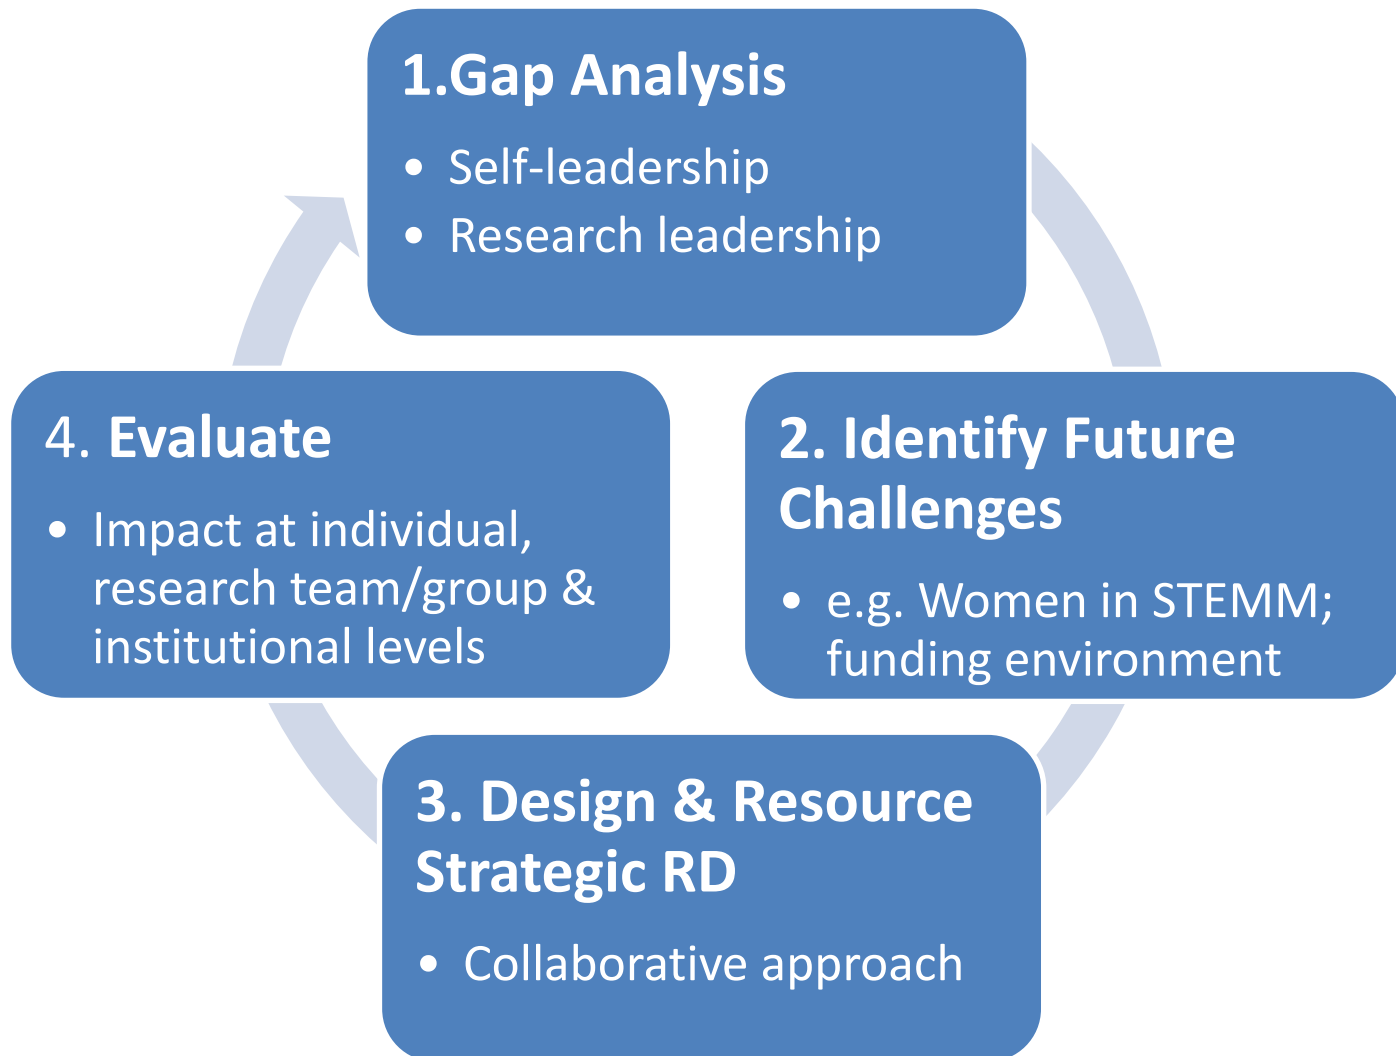 1.Gap Analysis
• Self-leadership
• Research leadership
2. Identify Future
Challenges
• e.g. Women in STEMM;
funding environment
3. Design & Resource
Strategic RD
• Collaborative approach
4. Evaluate
• Impact at individual,
research team/group &
institutional levels